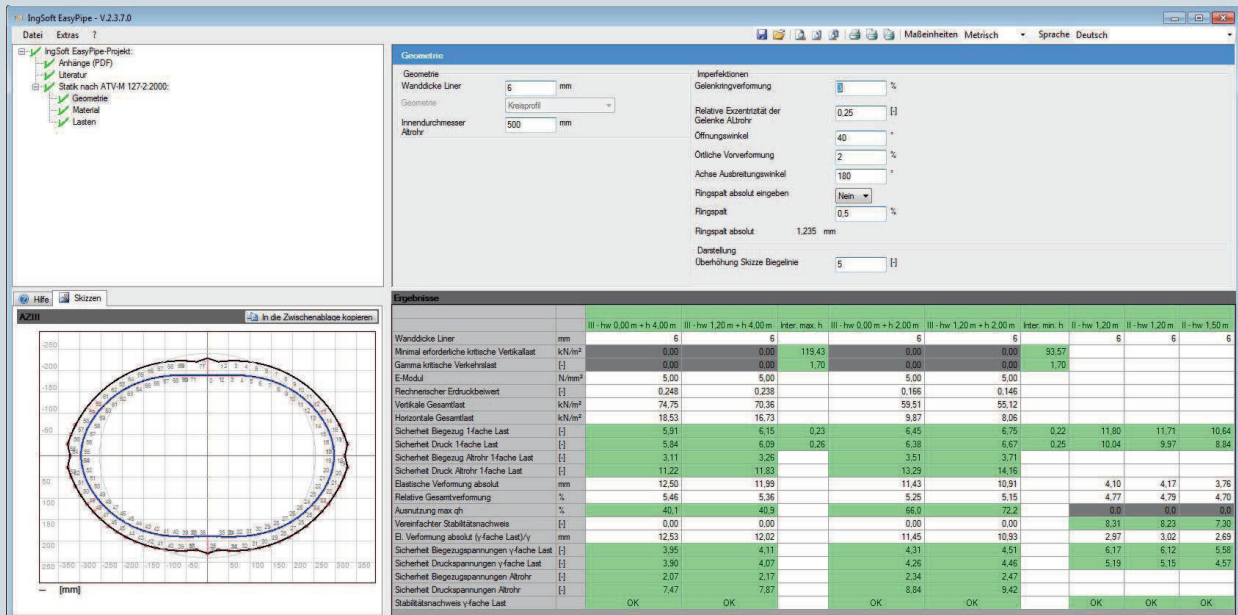 IngSoft EasyPipe - V.2.3.7.0
Datei Extras ? Maßeinheiten Metrisch Sprache Deutsch
IngSoft EasyPipe-Projekt:
Anhänge (PDF)
Literatur
Statik nach ATV-M 127-2:2000:
Geometrie
Material
Lasten
Geometrie
Geometrie
Wanddicke Liner 6 mm
Geometrie Kreisprofil
Innendurchmesser Altrohr 500 mm
Imperfektionen
Gelenkringverformung 3 %
Relative Exzentrizität der
Gelenke ALtrohr 0,25 [-]
Öffnungswinkel 40 °
Örtliche Vorverformung 2 %
Achse Ausbreitungswinkel 180 °
Ringspalt absolut eingeben Nein
Ringspalt 0,5 %
Ringspalt absolut 1,235 mm
Darstellung
Überhöhung Skizze Biegelinie 5 [-]
Hilfe Skizzen
AZIII In die Zwischenablage kopieren
[mm]
Ergebnisse
III - hw 0,00 m + h 4,00 m III - hw 1,20 m + h 4,00 m Inter. max. h III - hw 0,00 m + h 2,00 m III - hw 1,20 m + h 2,00 m Inter. min. h II - hw 1,20 m II - hw 1,20 m II - hw 1,50 m
Wanddicke Liner mm 6 6 6 6 6 6 6
Minimal erforderliche kritische Vertikallast kN/m² 0,00 0,00 119,43 0,00 0,00 93,57
Gamma kritische Verkehrslast [-] 0,00 0,00 1,70 0,00 0,00 1,70
E-Modul N/mm² 5,00 5,00 5,00 5,00
Rechnerischer Erdruckbeiwert [-] 0,248 0,238 0,166 0,146
Vertikale Gesamtlast kN/m² 74,75 70,36 59,51 55,12
Horizontale Gesamtlast kN/m² 18,53 16,73 9,87 8,06
Sicherheit Biegezug 1-fache Last [-] 5,91 6,15 0,23 6,45 6,75 0,22 11,80 11,71 10,64
Sicherheit Druck 1-fache Last [-] 5,84 6,09 0,26 6,38 6,67 0,25 10,04 9,97 8,84
Sicherheit Biegezug Altrohr 1-fache Last [-] 3,11 3,26 3,51 3,71
Sicherheit Druck Altrohr 1-fache Last [-] 11,22 11,83 13,29 14,16
Elastische Verformung absolut mm 12,50 11,99 11,43 10,91 4,10 4,17 3,76
Relative Gesamtverformung % 5,46 5,36 5,25 5,15 4,77 4,79 4,70
Ausnutzung max qh % 40,1 40,9 66,0 72,2 0,0 0,0 0,0
Vereinfachter Stabilitätsnachweis [-] 0,00 0,00 0,00 0,00 8,31 8,23 7,30
El. Verformung absolut (γ-fache Last)/γ mm 12,53 12,02 11,45 10,93 2,97 3,02 2,69
Sicherheit Biegezugspannungen γ-fache Last [-] 3,95 4,11 4,31 4,51 6,17 6,12 5,58
Sicherheit Druckspannungen γ-fache Last [-] 3,90 4,07 4,26 4,46 5,19 5,15 4,57
Sicherheit Biegezugspannungen Altrohr [-] 2,07 2,17 2,34 2,47
Sicherheit Druckspannungen Altrohr [-] 7,47 7,87 8,84 9,42
Stabilitätsnachweis γ-fache Last OK OK OK OK OK OK OK